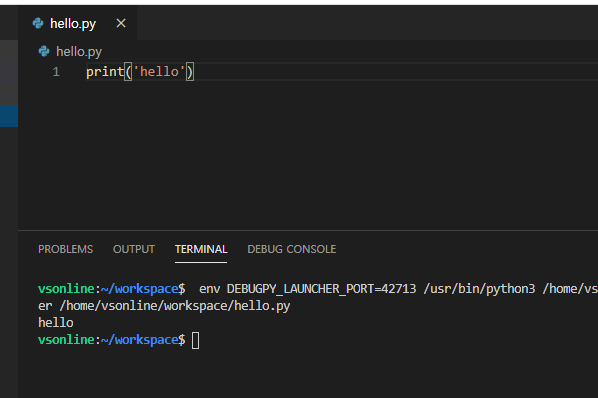 hello.py
hello.py
1 print('hello')
PROBLEMS OUTPUT TERMINAL DEBUG CONSOLE
vsonline:~/workspace$ env DEBUGPY_LAUNCHER_PORT=42713 /usr/bin/python3 /home/vs
er /home/vsonline/workspace/hello.py
hello
vsonline:~/workspace$